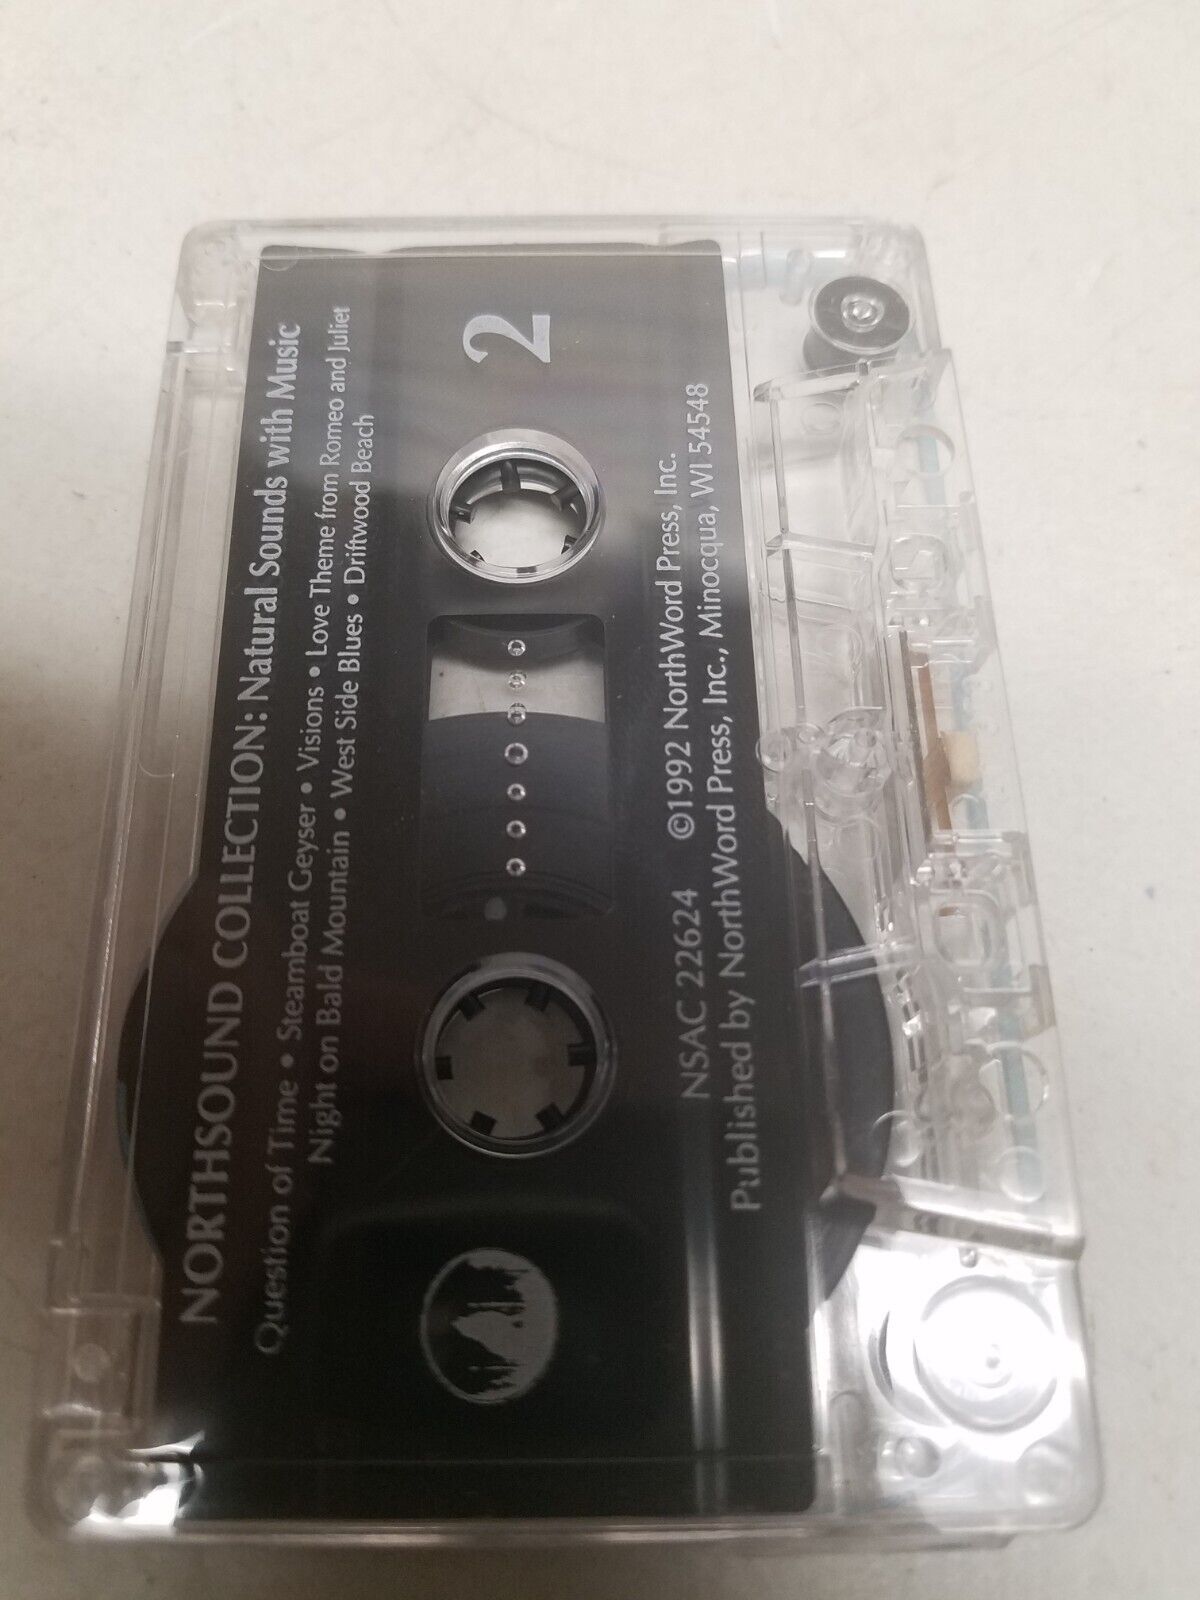 NORTHSOUND COLLECTION: Natural Sounds with Music
Question of Time • Steamboat Geyser • Visions • Love Theme from Romeo and Juliet
Night on Bald Mountain • West Side Blues • Driftwood Beach
2
NSAC 22624 ©1992 NorthWord Press, Inc.
Published by NorthWord Press, Inc., Minocqua, WI 54548